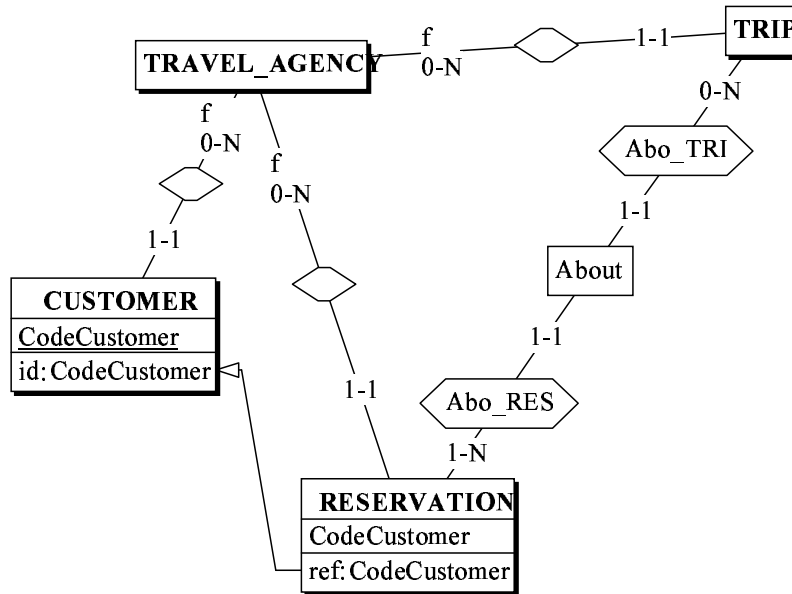 TRAVEL_AGENCY
f
0-N
1-1
TRIP
f
0-N
f
0-N
0-N
Abo_TRI
1-1
1-1
About
CUSTOMER
CodeCustomer
id:CodeCustomer
1-1
1-1
Abo_RES
1-N
RESERVATION
CodeCustomer
ref:CodeCustomer